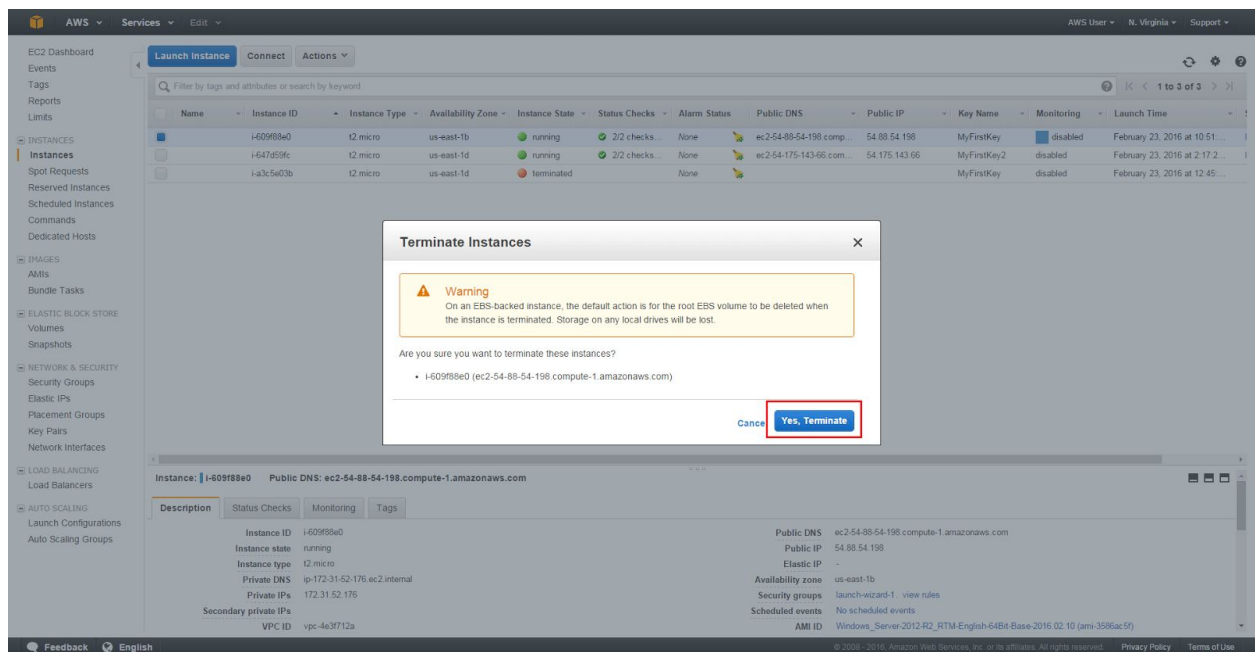 AWS Services Edit AWS User N. Virginia Support
EC2 Dashboard
Events
Tags
Reports
Limits
INSTANCES
Instances
Spot Requests
Reserved Instances
Scheduled Instances
Commands
Dedicated Hosts
IMAGES
AMIs
Bundle Tasks
ELASTIC BLOCK STORE
Volumes
Snapshots
NETWORK & SECURITY
Security Groups
Elastic IPs
Placement Groups
Key Pairs
Network Interfaces
LOAD BALANCING
Load Balancers
AUTO SCALING
Launch Configurations
Auto Scaling Groups
Launch Instance Connect Actions
Filter by tags and attributes or search by keyword 1 to 3 of 3
Name Instance ID Instance Type Availability Zone Instance State Status Checks Alarm Status Public DNS Public IP Key Name Monitoring Launch Time
i-609f88e0 t2.micro us-east-1b running 2/2 checks... None ec2-54-88-54-198.comp... 54.88.54.198 MyFirstKey disabled February 23, 2016 at 10:51:...
i-647d59fc t2.micro us-east-1d running 2/2 checks... None ec2-54-175-143-66.com... 54.175.143.66 MyFirstKey2 disabled February 23, 2016 at 2:17:2...
i-a3c5e03b t2.micro us-east-1d terminated None MyFirstKey disabled February 23, 2016 at 12:45:...
Terminate Instances
Warning
On an EBS-backed instance, the default action is for the root EBS volume to be deleted when
the instance is terminated. Storage on any local drives will be lost.
Are you sure you want to terminate these instances?
• i-609f88e0 (ec2-54-88-54-198.compute-1.amazonaws.com)
Cance Yes, Terminate
Instance: i-609f88e0 Public DNS: ec2-54-88-54-198.compute-1.amazonaws.com
Description Status Checks Monitoring Tags
Instance ID i-609f88e0 Public DNS ec2-54-88-54-198.compute-1.amazonaws.com
Instance state running Public IP 54.88.54.198
Instance type t2.micro Elastic IP -
Private DNS ip-172-31-52-176.ec2.internal Availability zone us-east-1b
Private IPs 172.31.52.176 Security groups launch-wizard-1. view rules
Secondary private IPs Scheduled events No scheduled events
VPC ID vpc-4e3f712a AMI ID Windows_Server-2012-R2_RTM-English-64Bit-Base-2016.02.10 (ami-3586ac5f)
Feedback English © 2008 - 2016, Amazon Web Services, Inc. or its affiliates. All rights reserved. Privacy Policy Terms of Use